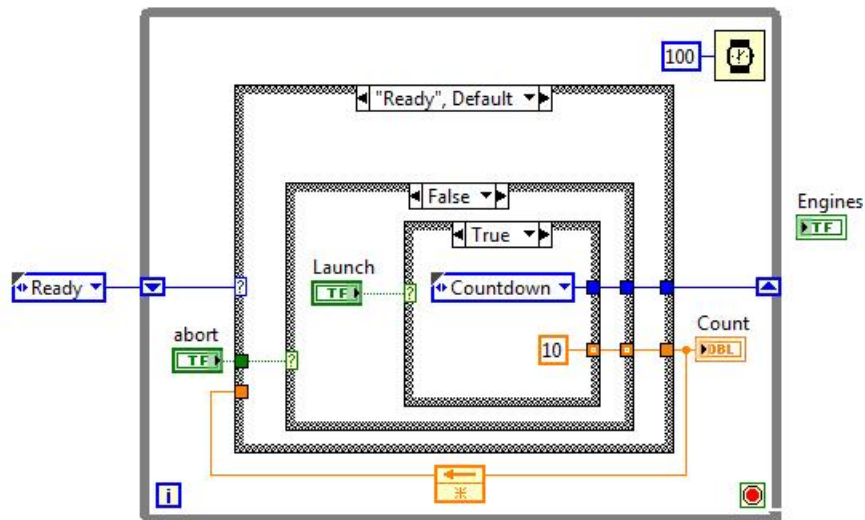 100
"Ready", Default
False
True
Engines
TF
Launch
TF
Ready
Countdown
?
?
abort
TF
?
10
Count
DBL
i